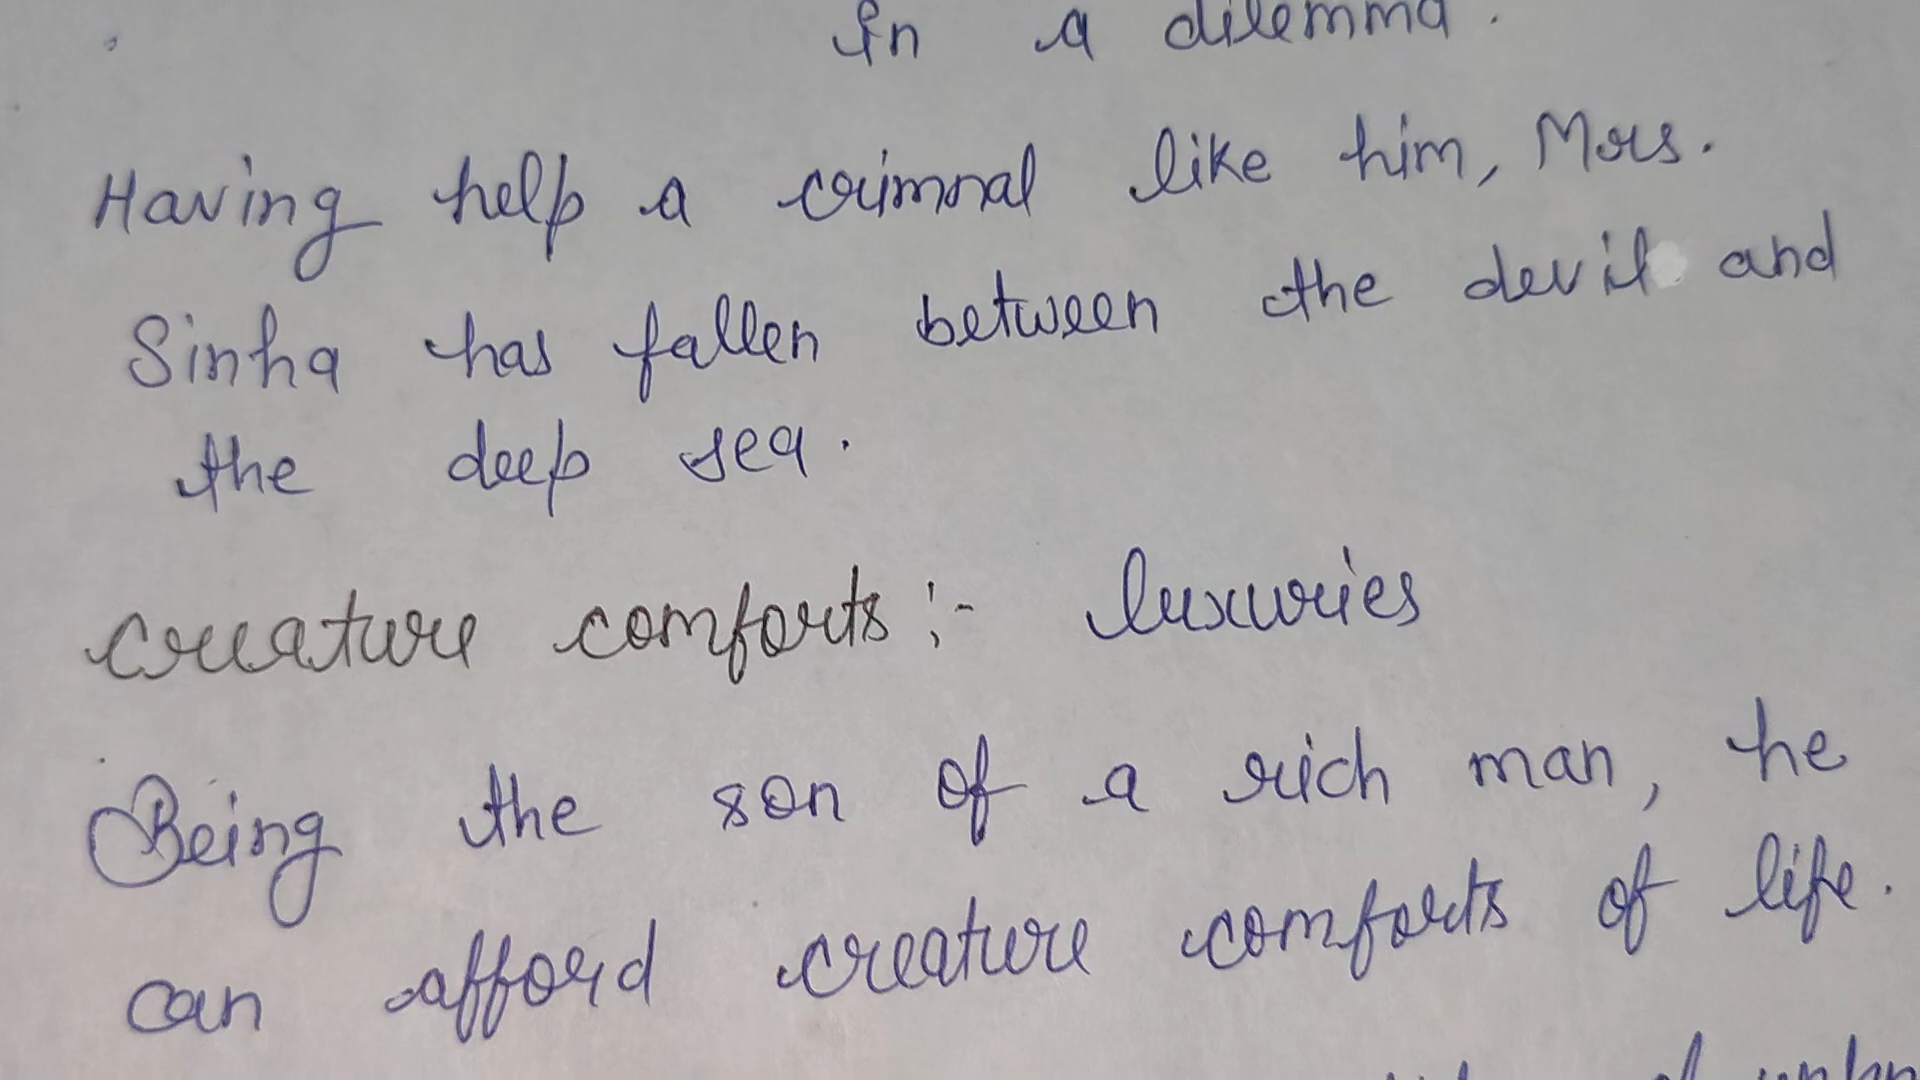 in a dilemma.
Having help a crimnal like him, Mrs.
Sinha has fallen between the devil and
the deep sea.
creature comforts :- luxuries
Being the son of a rich man, he
can afford creature comforts of life.